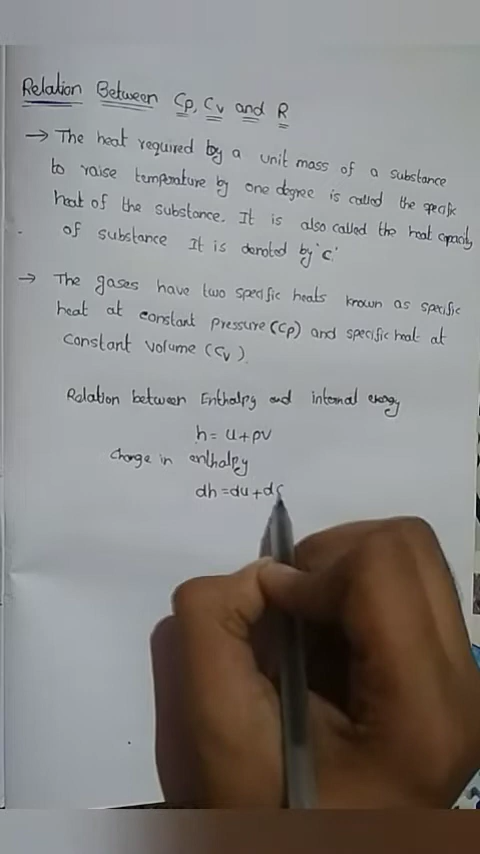 Relation Between Cp, Cv and R
→ The heat required by a unit mass of a substance
to raise temperature by one degree is called the specific
heat of the substance. It is also called the heat capacity
of substance It is denoted by 'c'
→ The gases have two specific heats known as specific
heat at constant pressure (Cp) and specific heat at
constant volume (Cv).
Relation between Enthalpy and internal energy
h = u + pv
Change in enthalpy
dh = du + d